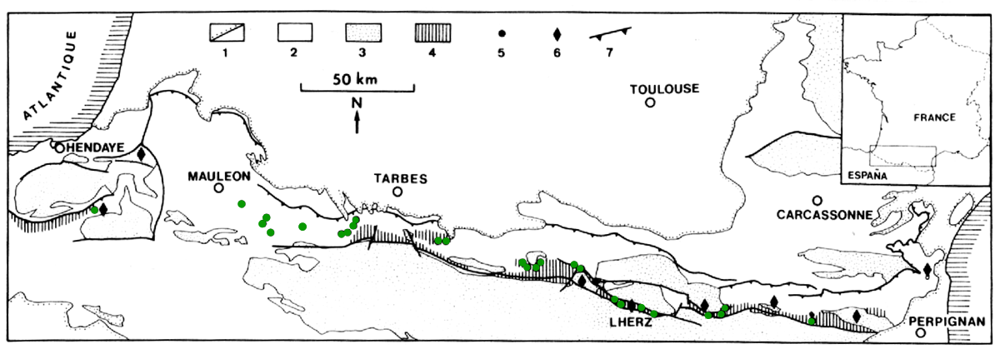 ATLANTIQUE
1 2 3 4 5 6 7
50 km
N
TOULOUSE
FRANCE
ESPAÑA
HENDAYE
MAULEON
TARBES
CARCASSONNE
LHERZ
PERPIGNAN